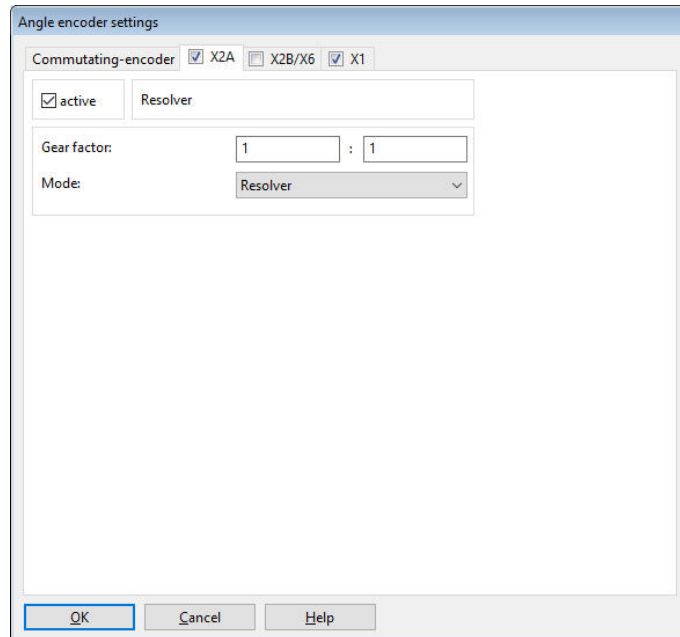 Angle encoder settings
Commutating-encoder X2A X2B/X6 X1
active Resolver
Gear factor: 1 : 1
Mode: Resolver
OK Cancel Help